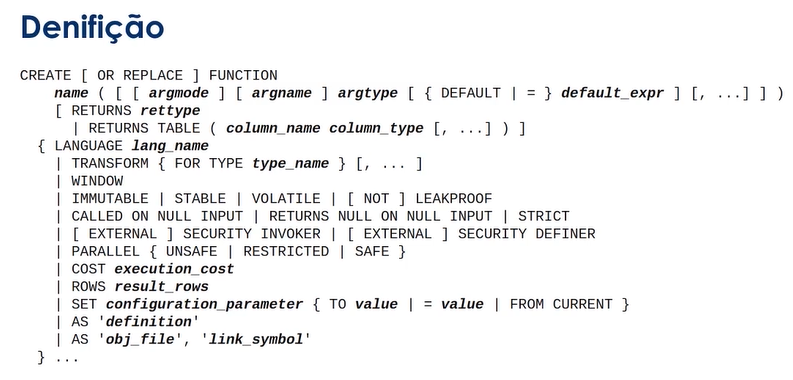 Denifição
CREATE [ OR REPLACE ] FUNCTION
name ( [ [ argmode ] [ argname ] argtype [ { DEFAULT | = } default_expr ] [, ...] ] )
[ RETURNS rettype
| RETURNS TABLE ( column_name column_type [, ...] ) ]
{ LANGUAGE lang_name
| TRANSFORM { FOR TYPE type_name } [, ... ]
| WINDOW
| IMMUTABLE | STABLE | VOLATILE | [ NOT ] LEAKPROOF
| CALLED ON NULL INPUT | RETURNS NULL ON NULL INPUT | STRICT
| [ EXTERNAL ] SECURITY INVOKER | [ EXTERNAL ] SECURITY DEFINER
| PARALLEL { UNSAFE | RESTRICTED | SAFE }
| COST execution_cost
| ROWS result_rows
| SET configuration_parameter { TO value | = value | FROM CURRENT }
| AS 'definition'
| AS 'obj_file', 'link_symbol'
} ...